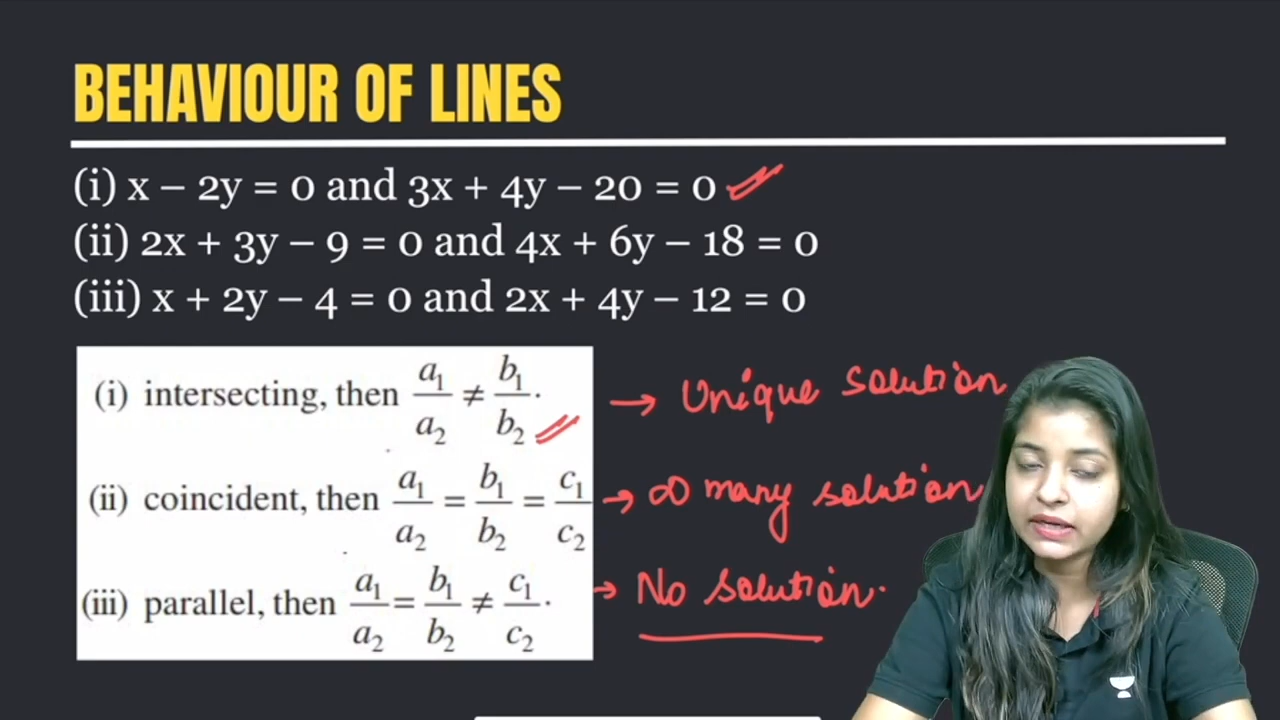 BEHAVIOUR OF LINES
(i) x – 2y = 0 and 3x + 4y – 20 = 0
(ii) 2x + 3y – 9 = 0 and 4x + 6y – 18 = 0
(iii) x + 2y – 4 = 0 and 2x + 4y – 12 = 0
(i) intersecting, then a₁/a₂ ≠ b₁/b₂. → Unique solution
(ii) coincident, then a₁/a₂ = b₁/b₂ = c₁/c₂ → ∞ many solution
(iii) parallel, then a₁/a₂ = b₁/b₂ ≠ c₁/c₂. → No solution.